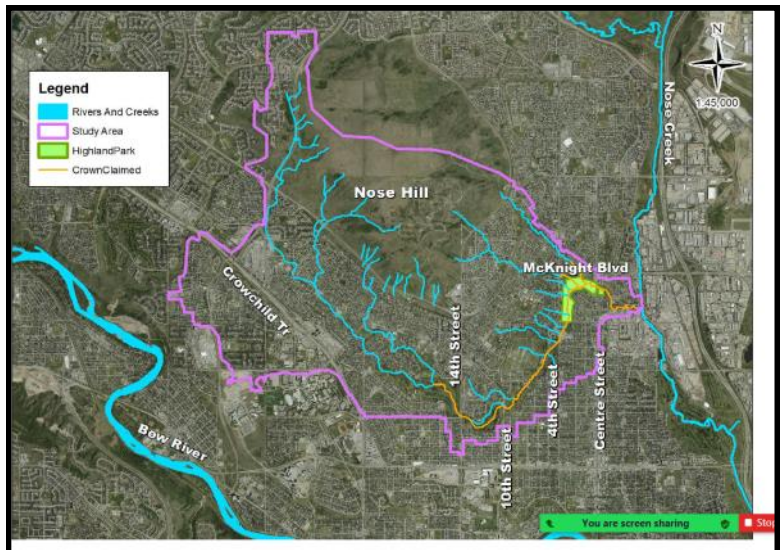 Legend
Rivers And Creeks
Study Area
HighlandPark
CrownClaimed
N
1:45,000
Nose Creek
Nose Hill
McKnight Blvd
Crowchild Tr
14th Street
4th Street
Centre Street
10th Street
Bow River
You are screen sharing
Stop